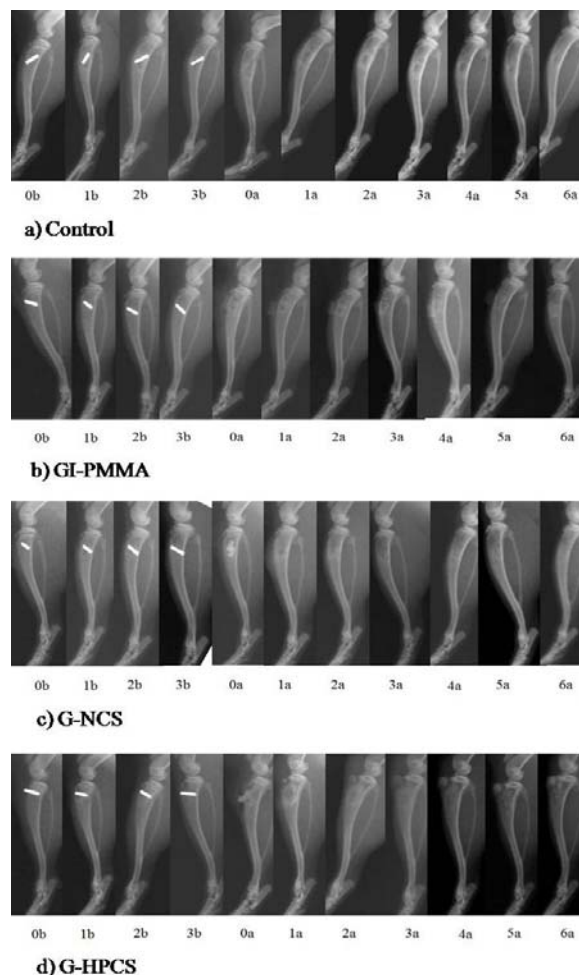 0b 1b 2b 3b 0a 1a 2a 3a 4a 5a 6a
a) Control
0b 1b 2b 3b 0a 1a 2a 3a 4a 5a 6a
b) GI-PMMA
0b 1b 2b 3b 0a 1a 2a 3a 4a 5a 6a
c) G-NCS
0b 1b 2b 3b 0a 1a 2a 3a 4a 5a 6a
d) G-HPCS